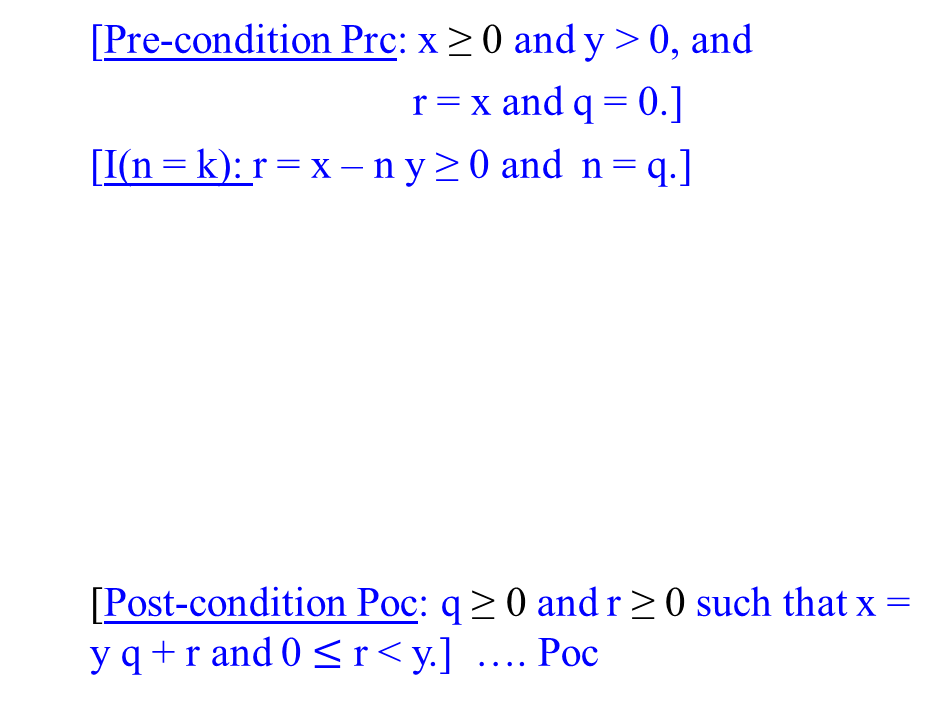 [Pre-condition Prc: x ≥ 0 and y > 0, and
r = x and q = 0.]
[I(n = k): r = x – n y ≥ 0 and n = q.]
[Post-condition Poc: q ≥ 0 and r ≥ 0 such that x =
y q + r and 0 ≤ r < y.] …. Poc